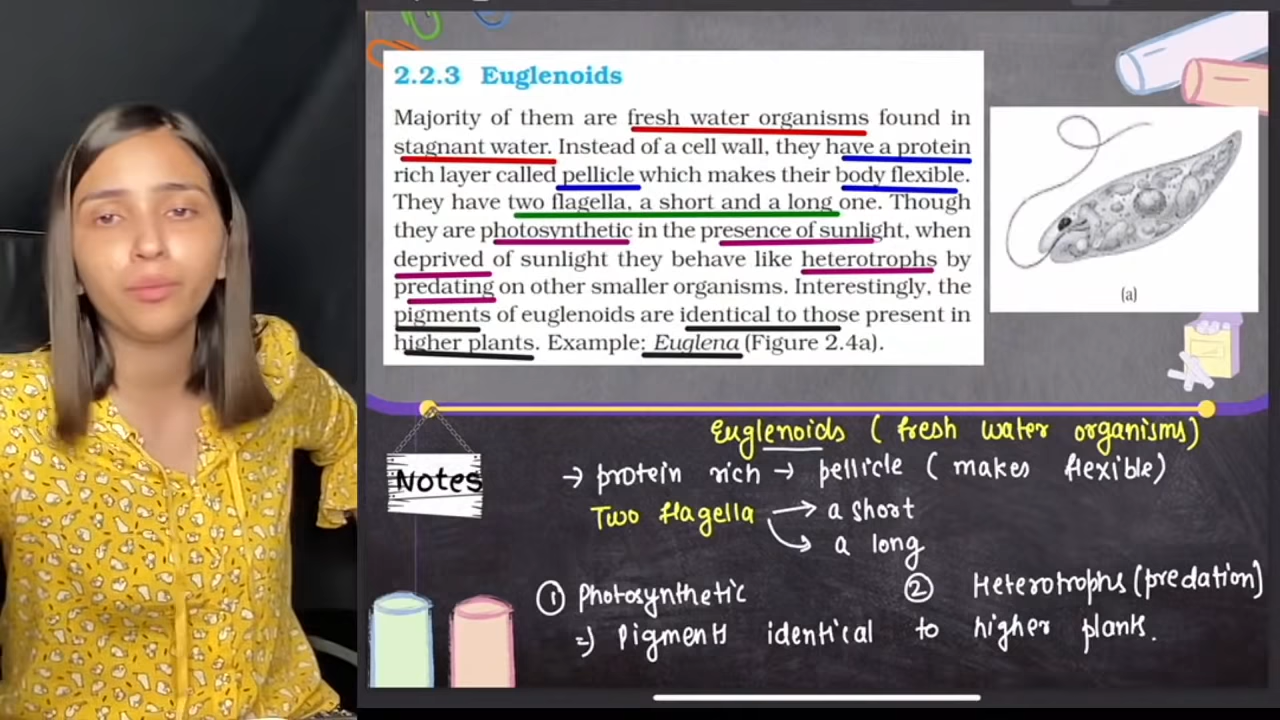 2.2.3 Euglenoids
Majority of them are fresh water organisms found in
stagnant water. Instead of a cell wall, they have a protein
rich layer called pellicle which makes their body flexible.
They have two flagella, a short and a long one. Though
they are photosynthetic in the presence of sunlight, when
deprived of sunlight they behave like heterotrophs by
predating on other smaller organisms. Interestingly, the
pigments of euglenoids are identical to those present in
higher plants. Example: Euglena (Figure 2.4a).
(a)
Notes
Euglenoids ( fresh water organisms)
→ protein rich → pellicle ( makes flexible)
Two flagella → a short
→ a long
① Photosynthetic ② Heterotrophs (predation)
=) Pigments identical to higher plants.